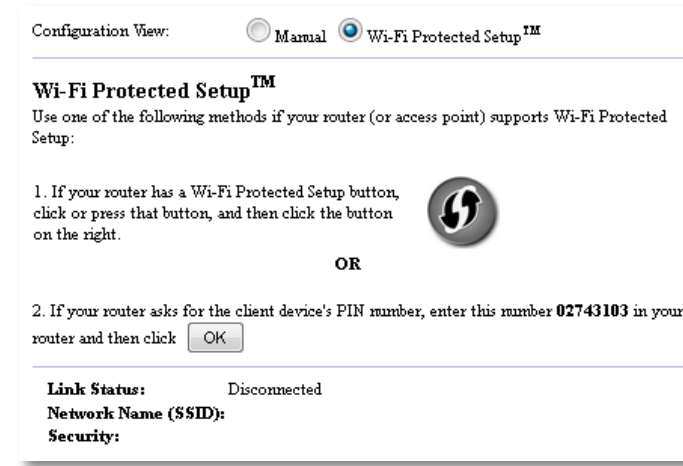 Configuration View: Manual Wi-Fi Protected Setup™
Wi-Fi Protected Setup™
Use one of the following methods if your router (or access point) supports Wi-Fi Protected
Setup:
1. If your router has a Wi-Fi Protected Setup button,
click or press that button, and then click the button
on the right.
OR
2. If your router asks for the client device's PIN number, enter this number 02743103 in your
router and then click OK
Link Status: Disconnected
Network Name (SSID):
Security: